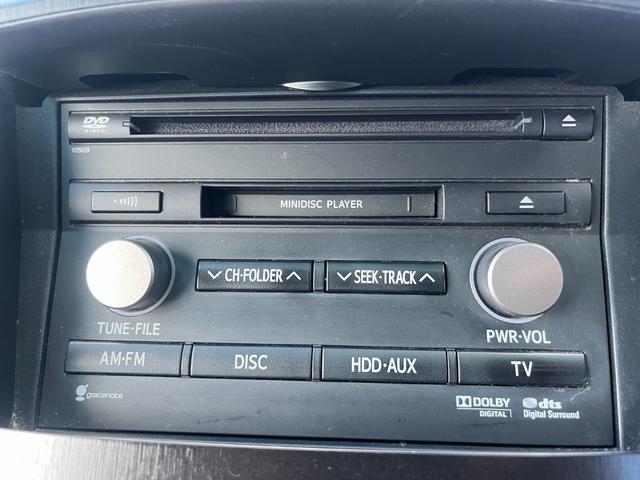 DVD
VIDEO
10509
MINIDISC PLAYER
CH·FOLDER
SEEK·TRACK
TUNE·FILE
PWR·VOL
AM·FM
DISC
HDD·AUX
TV
gracenote
DOLBY
DIGITAL
dts
Digital Surround